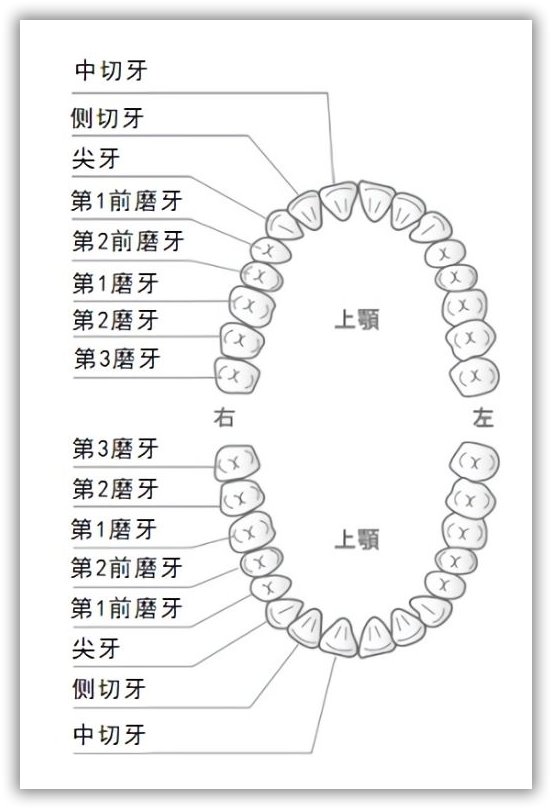 中切牙
侧切牙
尖牙
第1前磨牙
第2前磨牙
第1磨牙
第2磨牙
第3磨牙
上顎
右
左
第3磨牙
第2磨牙
第1磨牙
第2前磨牙
第1前磨牙
尖牙
侧切牙
中切牙
上顎